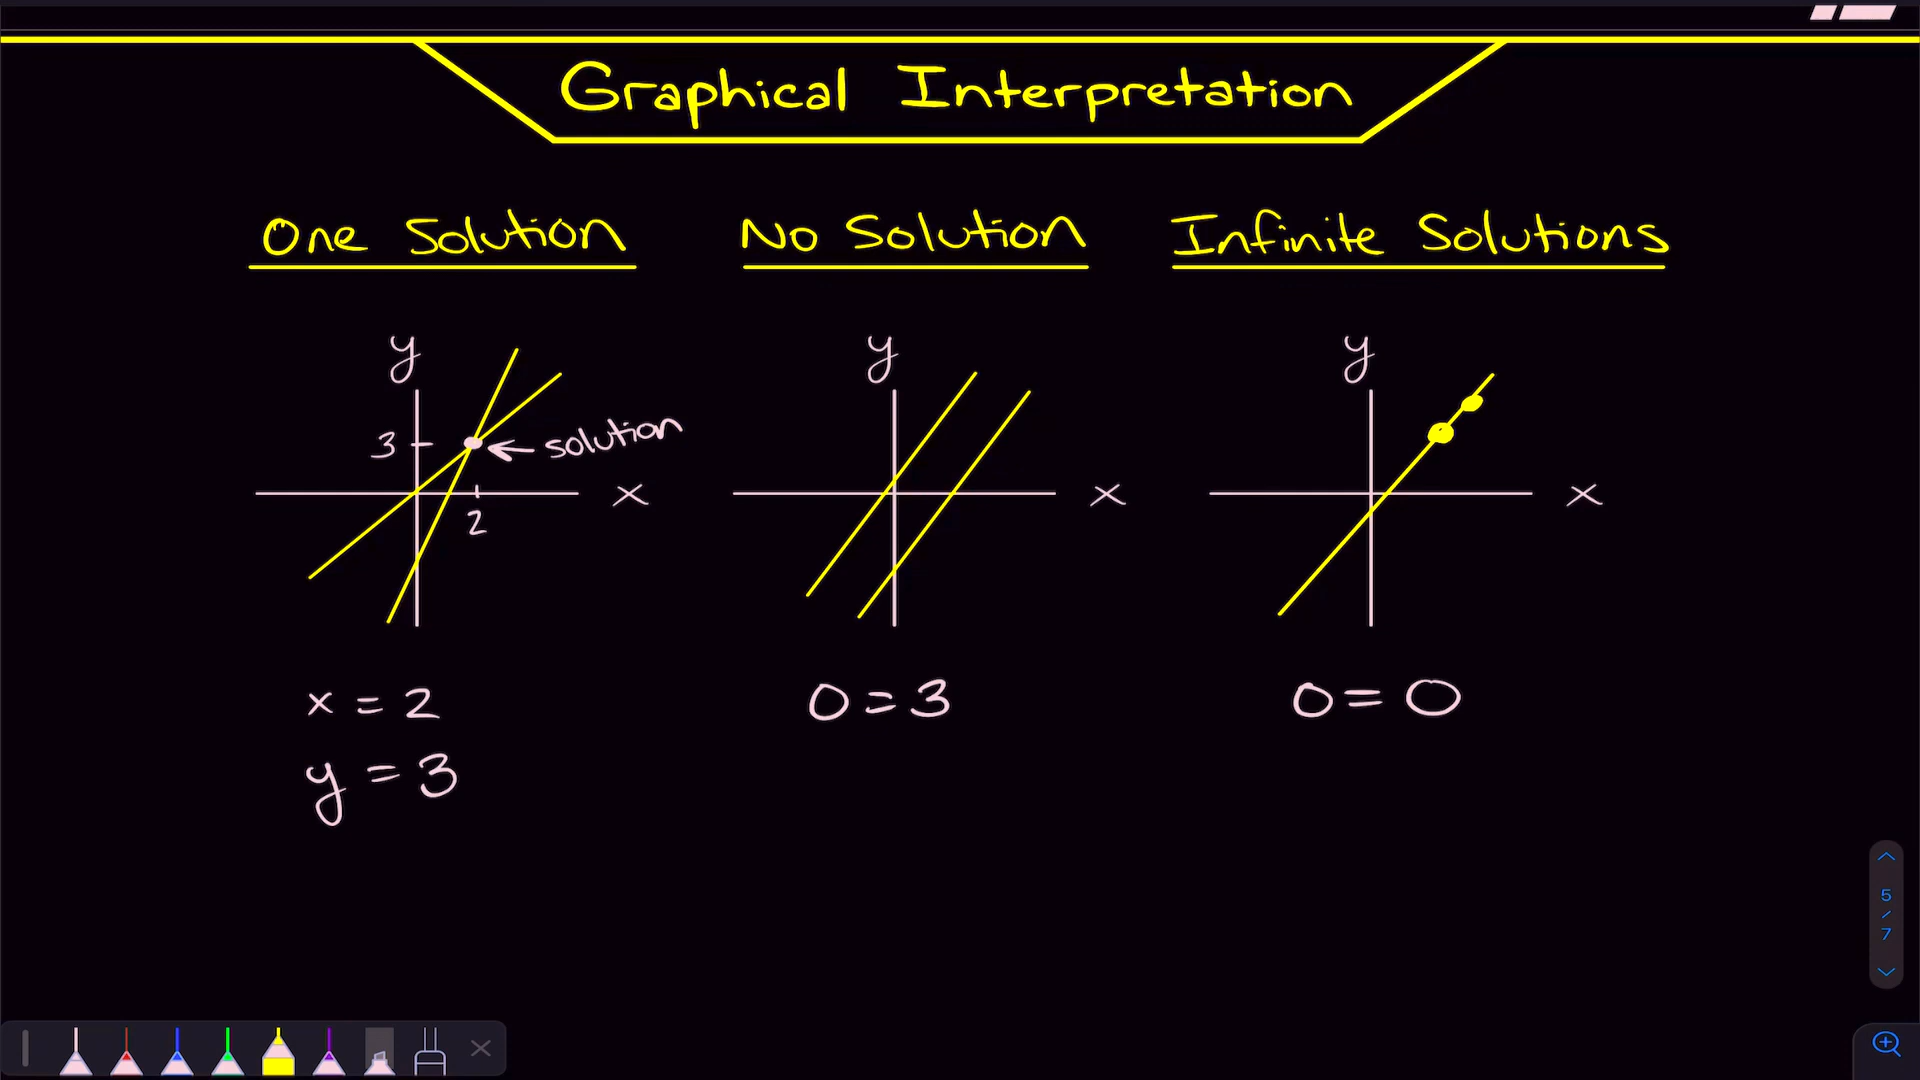 Graphical Interpretation
One Solution
No Solution
Infinite Solutions
y
3
solution
x
2
x = 2
y = 3
y
x
0 = 3
y
x
0 = 0
5
/
7